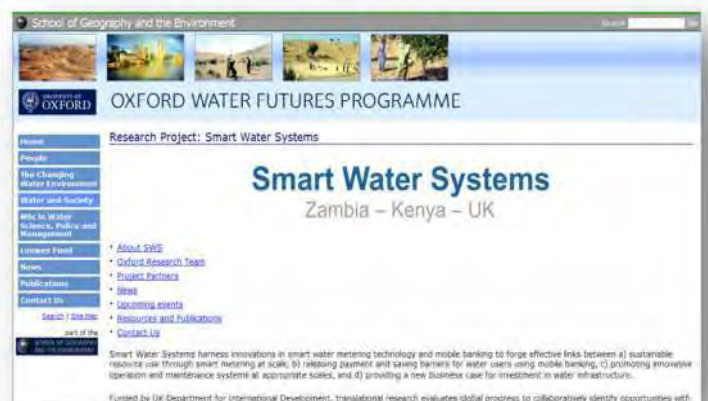 School of Geography and the Environment
Search
Go
UNIVERSITY OF
OXFORD
OXFORD WATER FUTURES PROGRAMME
Home
People
The Changing
Water Environment
Water and Society
MSc in Water
Science, Policy and
Management
News
Publications
Contact Us
Search | Site Map
part of the
SCHOOL OF GEOGRAPHY
AND THE ENVIRONMENT
Research Project: Smart Water Systems
Smart Water Systems
Zambia – Kenya – UK
• About SWS
• Oxford Research Team
• Project Partners
• News
• Upcoming events
• Resources and Publications
• Contact Us
Smart Water Systems harness innovations in smart water metering technology and mobile banking to forge effective links between a) sustainable
resource use through smart metering at scale, b) releasing payment and saving barriers for water users using mobile banking, c) promoting innovative
operation and maintenance systems at appropriate scales, and d) providing a new business case for investment in water infrastructure.
Funded by UK Department for International Development, translational research evaluates global progress to collaboratively identify opportunities with